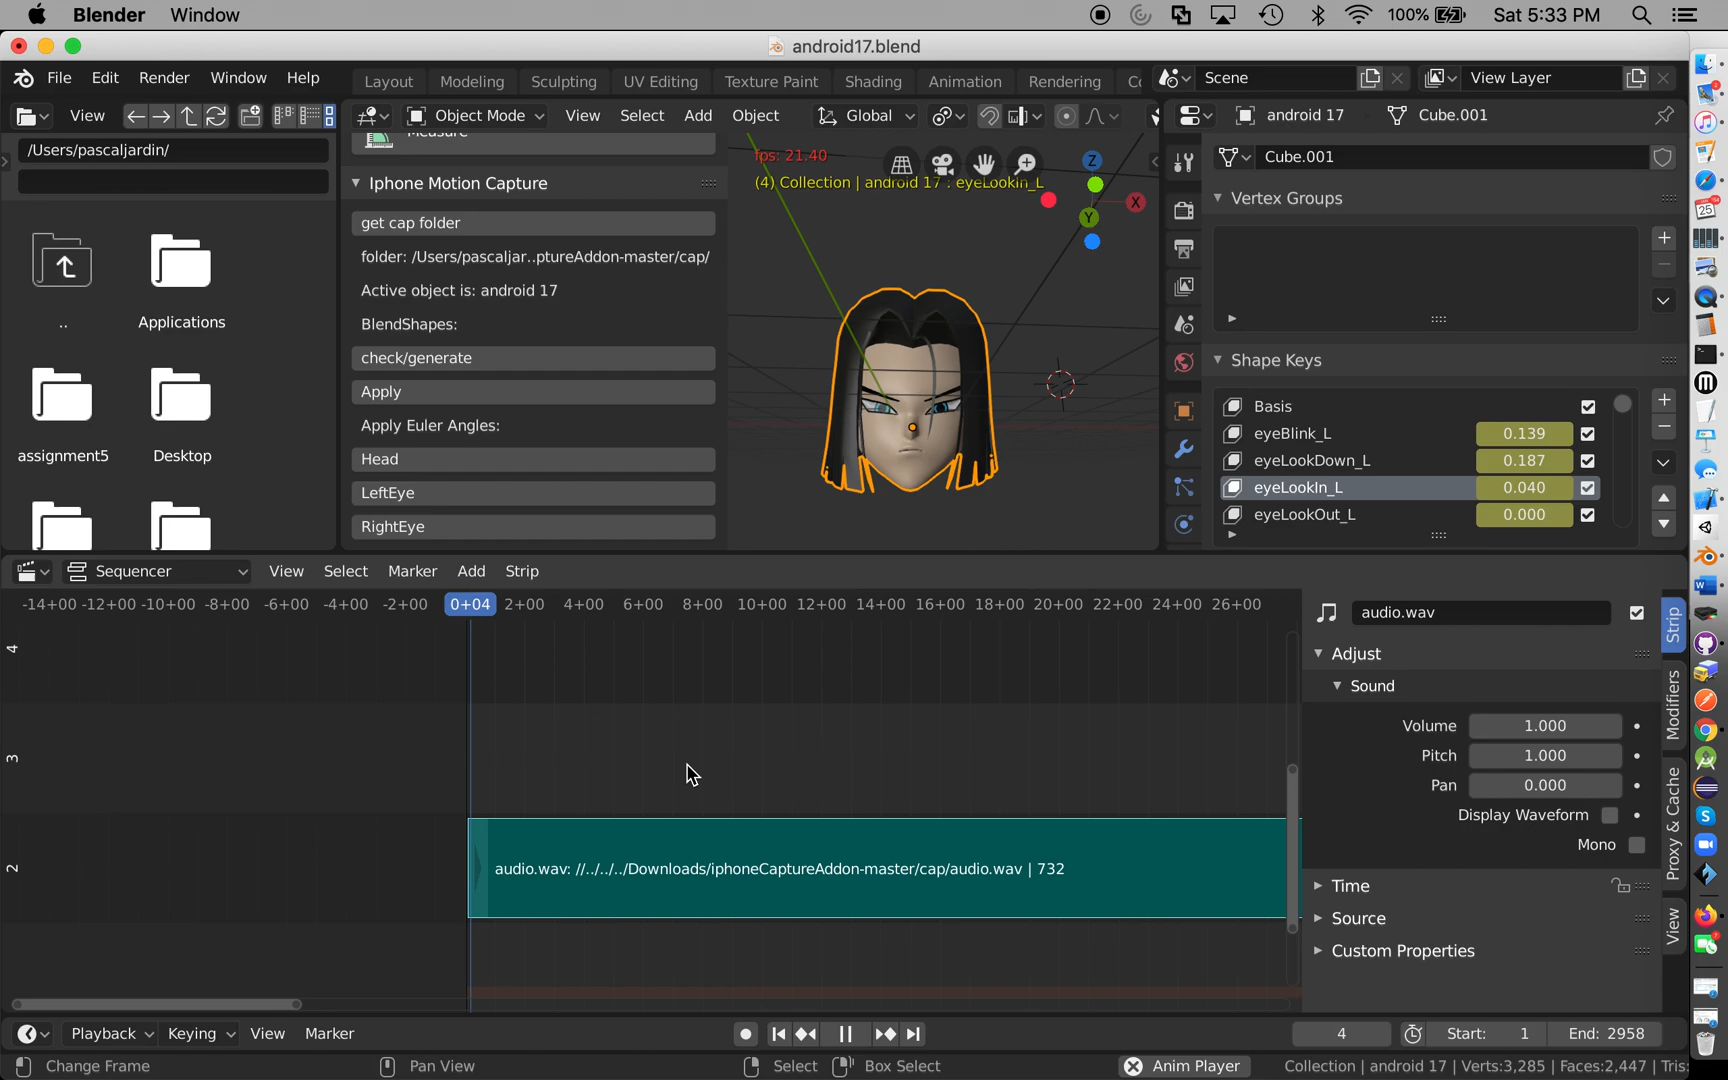 Blender Window 100% Sat 5:33 PM
android17.blend
File Edit Render Window Help Layout Modeling Sculpting UV Editing Texture Paint Shading Animation Rendering Scene View Layer
View Object Mode View Select Add Object Global android 17 Cube.001
/Users/pascaljardin/
Measure
fps: 21.40
(4) Collection | android 17 : eyeLookIn_L
Z
X
Y
Cube.001
Iphone Motion Capture
get cap folder
folder: /Users/pascaljar..ptureAddon-master/cap/
Active object is: android 17
BlendShapes:
check/generate
Apply
Apply Euler Angles:
Head
LeftEye
RightEye
..
Applications
assignment5
Desktop
Vertex Groups
Shape Keys
Basis
eyeBlink_L 0.139
eyeLookDown_L 0.187
eyeLookIn_L 0.040
eyeLookOut_L 0.000
Sequencer View Select Marker Add Strip
-14+00 -12+00 -10+00 -8+00 -6+00 -4+00 -2+00 0+04 2+00 4+00 6+00 8+00 10+00 12+00 14+00 16+00 18+00 20+00 22+00 24+00 26+00
4
3
2
audio.wav: //../../../Downloads/iphoneCaptureAddon-master/cap/audio.wav | 732
audio.wav
Adjust
Sound
Volume 1.000
Pitch 1.000
Pan 0.000
Display Waveform
Mono
Time
Source
Custom Properties
Strip
Modifiers
Proxy & Cache
View
Playback Keying View Marker 4 Start: 1 End: 2958
Change Frame Pan View Select Box Select Anim Player Collection | android 17 | Verts:3,285 | Faces:2,447 | Tris: